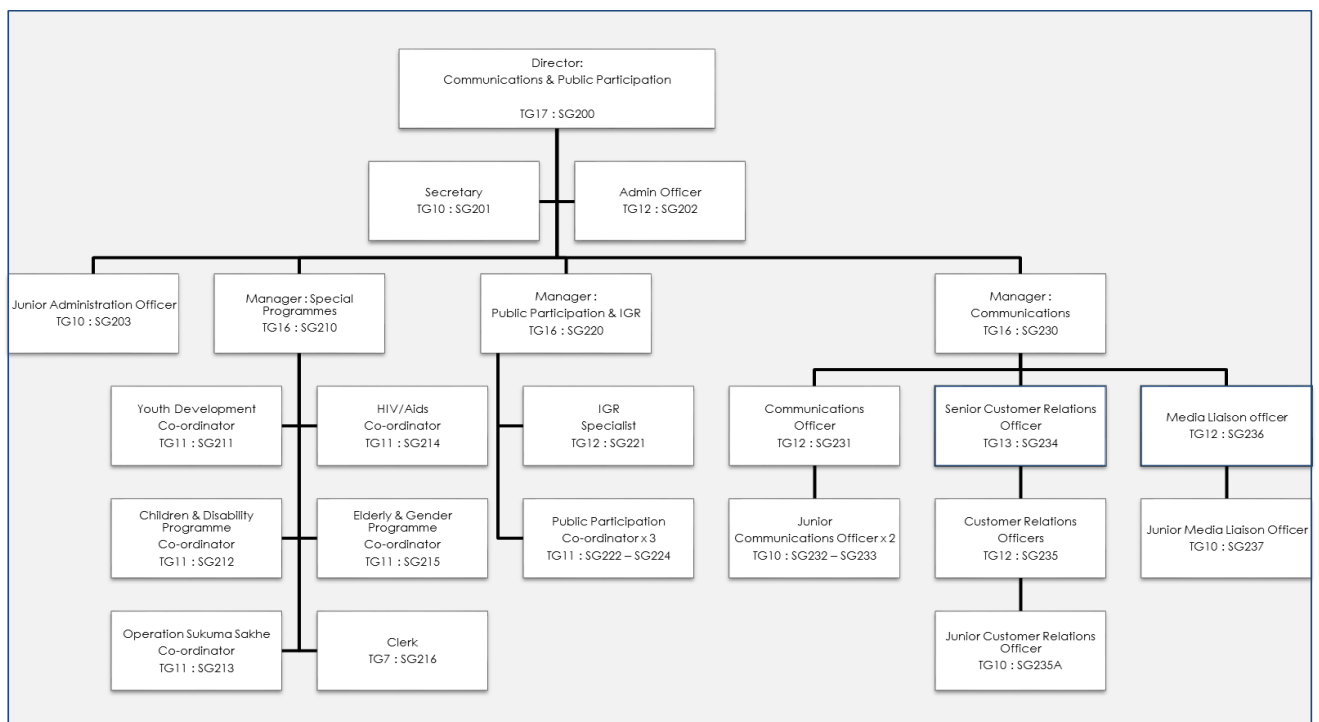 Director:
Communications & Public Participation
TG17 : SG200
Secretary
TG10 : SG201
Admin Officer
TG12 : SG202
Junior Administration Officer
TG10 : SG203
Manager : Special
Programmes
TG16 : SG210
Manager :
Public Participation & IGR
TG16 : SG220
Manager :
Communications
TG16 : SG230
Youth Development
Co-ordinator
TG11 : SG211
HIV/Aids
Co-ordinator
TG11 : SG214
IGR
Specialist
TG12 : SG221
Communications
Officer
TG12 : SG231
Senior Customer Relations
Officer
TG13 : SG234
Media Liaison officer
TG12 : SG236
Children & Disability
Programme
Co-ordinator
TG11 : SG212
Elderly & Gender
Programme
Co-ordinator
TG11 : SG215
Public Participation
Co-ordinator x 3
TG11 : SG222 – SG224
Junior
Communications Officer x 2
TG10 : SG232 – SG233
Customer Relations
Officers
TG12 : SG235
Junior Media Liaison Officer
TG10 : SG237
Operation Sukuma Sakhe
Co-ordinator
TG11 : SG213
Clerk
TG7 : SG216
Junior Customer Relations
Officer
TG10 : SG235A